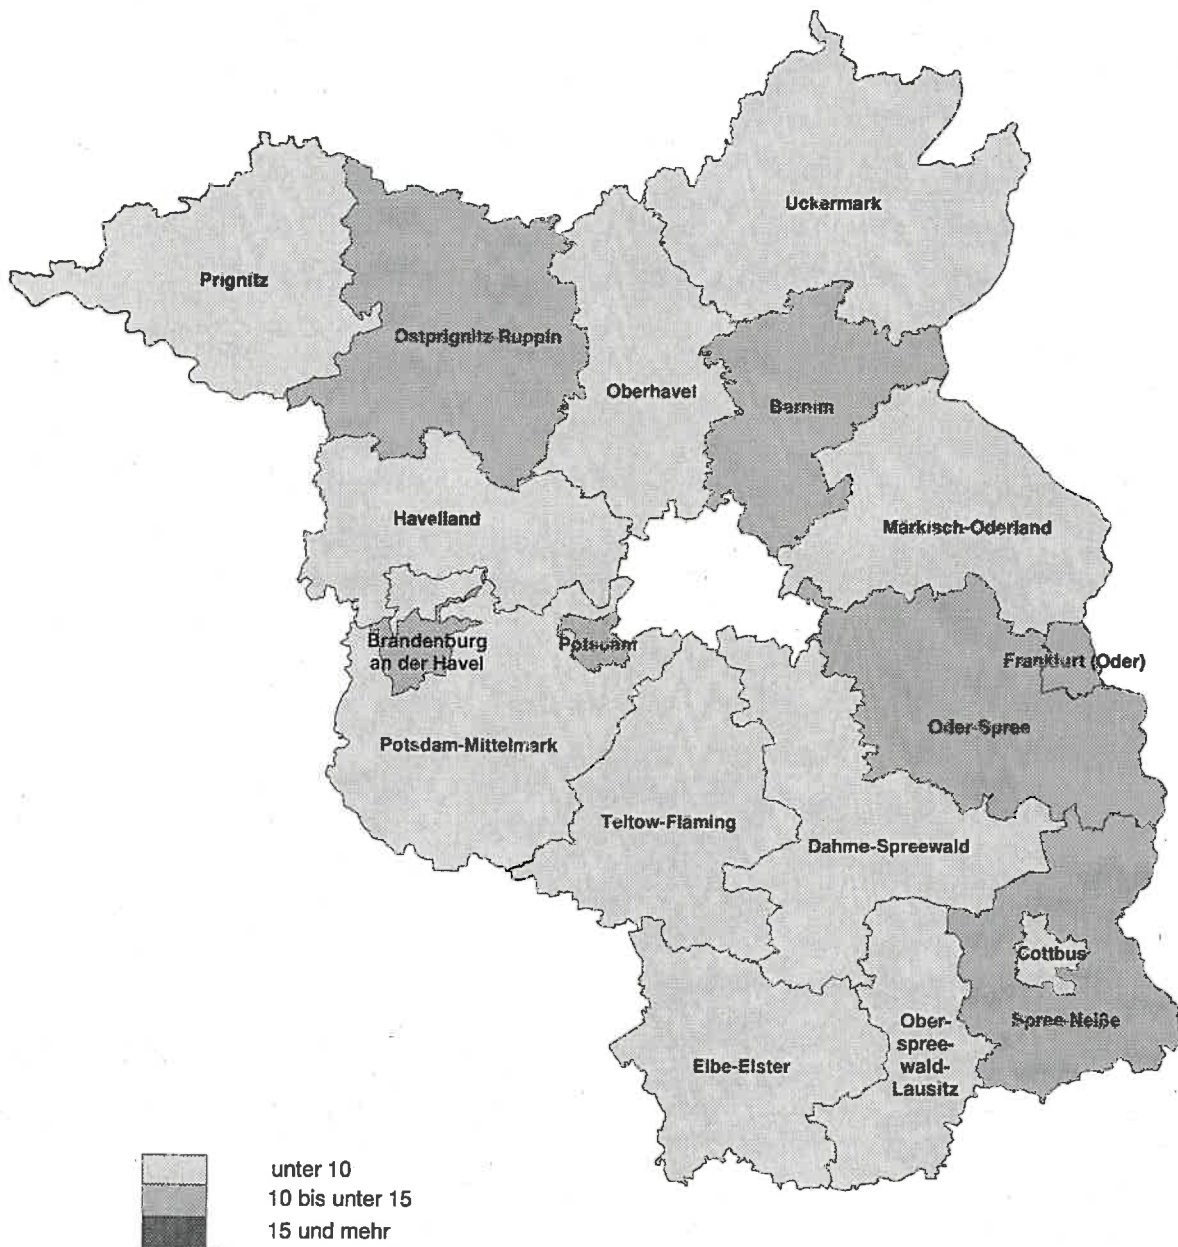 Uckermark
Prignitz
Ostprignitz-Ruppin
Oberhavel
Barnim
Havelland
Märkisch-Oderland
Brandenburg
an der Havel
Potsdam
Frankfurt (Oder)
Oder-Spree
Potsdam-Mittelmark
Teltow-Fläming
Dahme-Spreewald
Cottbus
Spree-Neiße
Ober-
spree-
wald-
Lausitz
Elbe-Elster
unter 10
10 bis unter 15
15 und mehr